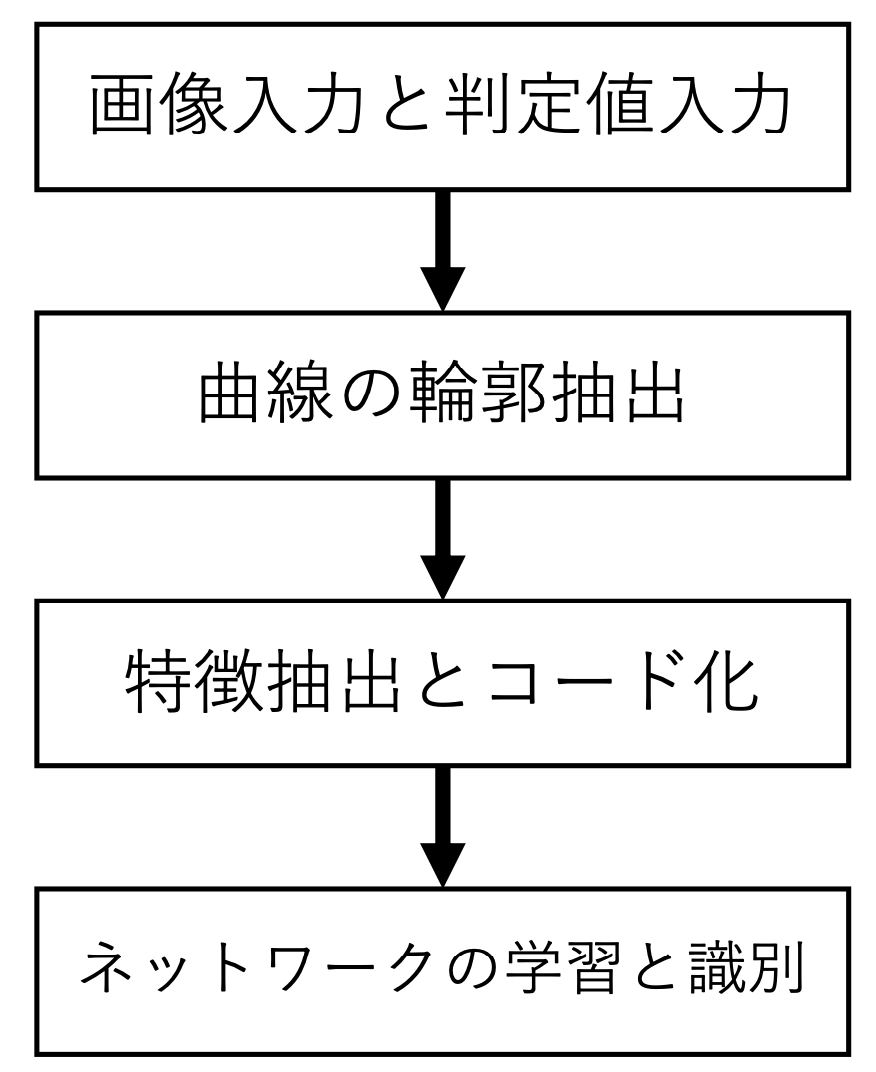 画像入力と判定値入力
曲線の輪郭抽出
特徴抽出とコード化
ネットワークの学習と識別